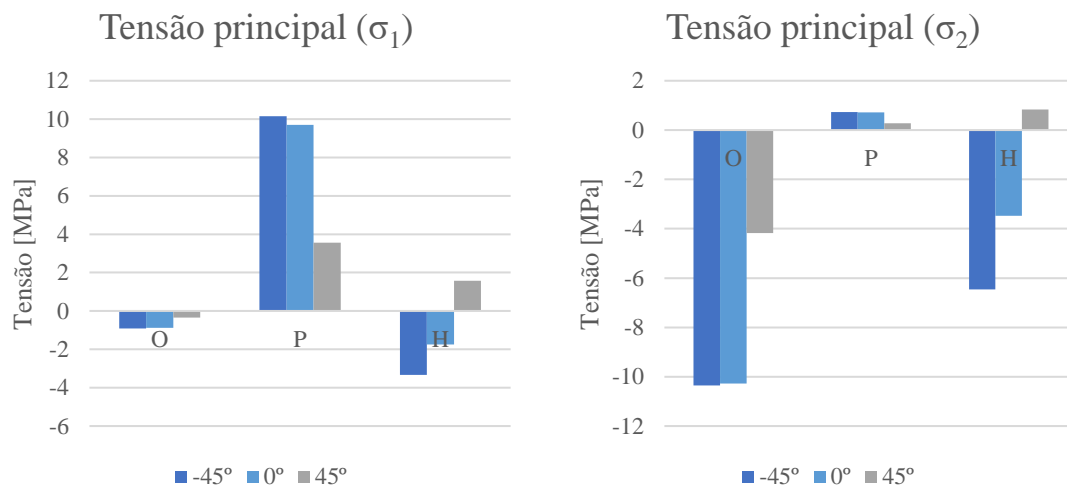 Tensão principal (σ₁)
12
10
8
6
4
2
0
-2
-4
-6
Tensão [MPa]
O
P
H
-45º
0º
45º
Tensão principal (σ₂)
2
0
-2
-4
-6
-8
-10
-12
Tensão [MPa]
O
P
H
-45º
0º
45º